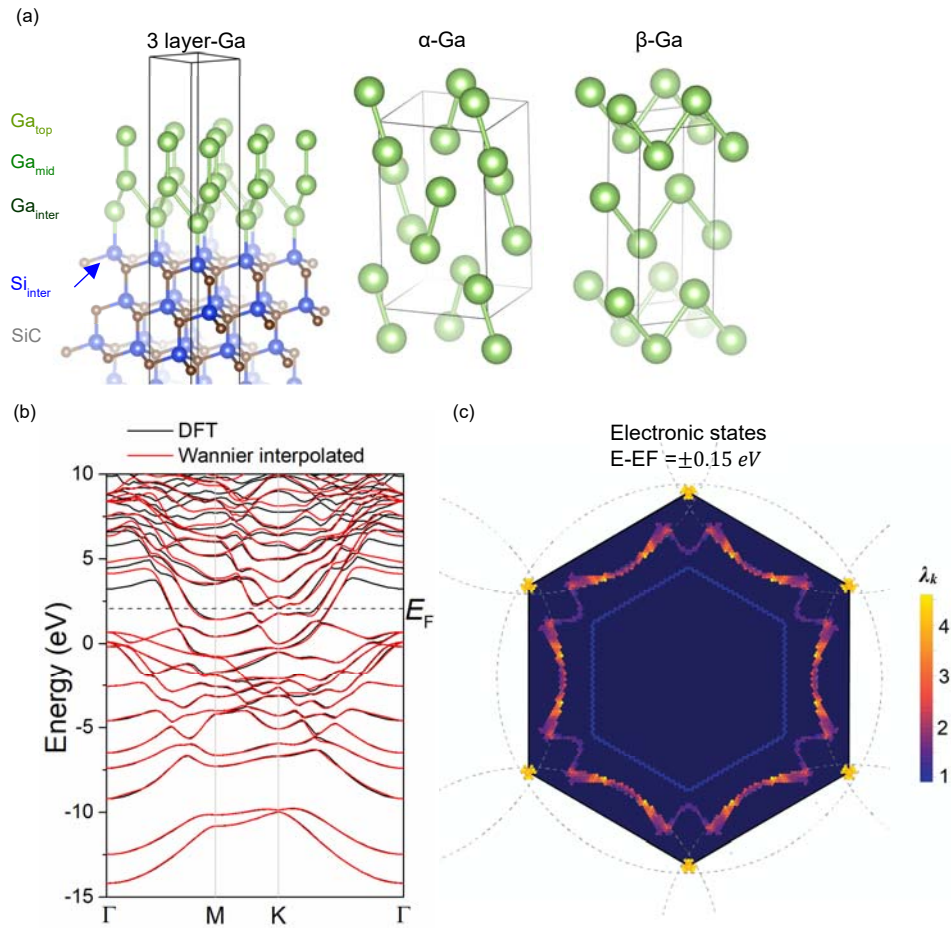 (a)
3 layer-Ga
α-Ga
β-Ga
Ga_top
Ga_mid
Ga_inter
Si_inter
SiC
(b)
DFT
Wannier interpolated
10
5
0
-5
-10
-15
Energy (eV)
E_F
Γ
M
K
Γ
(c)
Electronic states
E-EF =±0.15 eV
λ_k
4
3
2
1